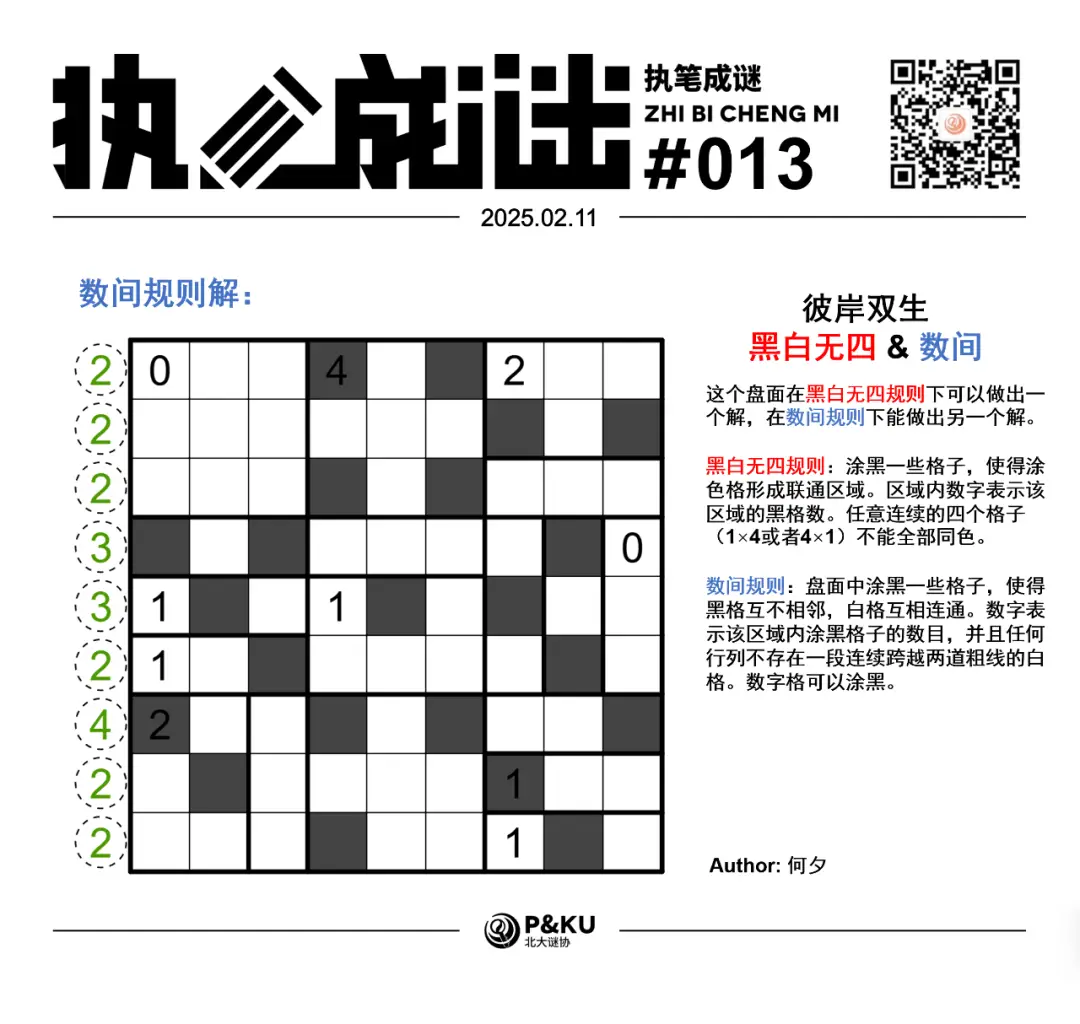 执笔成谜
执笔成谜
ZHI BI CHENG MI
#013
2025.02.11
数间规则解：
2 0 4 2
2
2
3 0
3 1 1
2 1
4 2
2 1
2 1
彼岸双生
黑白无四 & 数间
这个盘面在黑白无四规则下可以做出一
个解，在数间规则下能做出另一个解。
黑白无四规则：涂黑一些格子，使得涂
色格形成联通区域。区域内数字表示该
区域的黑格数。任意连续的四个格子
（1×4或者4×1）不能全部同色。
数间规则：盘面中涂黑一些格子，使得
黑格互不相邻，白格互相连通。数字表
示该区域内涂黑格子的数目，并且任何
行列不存在一段连续跨越两道粗线的白
格。数字格可以涂黑。
Author: 何夕
P&KU
北大谜协